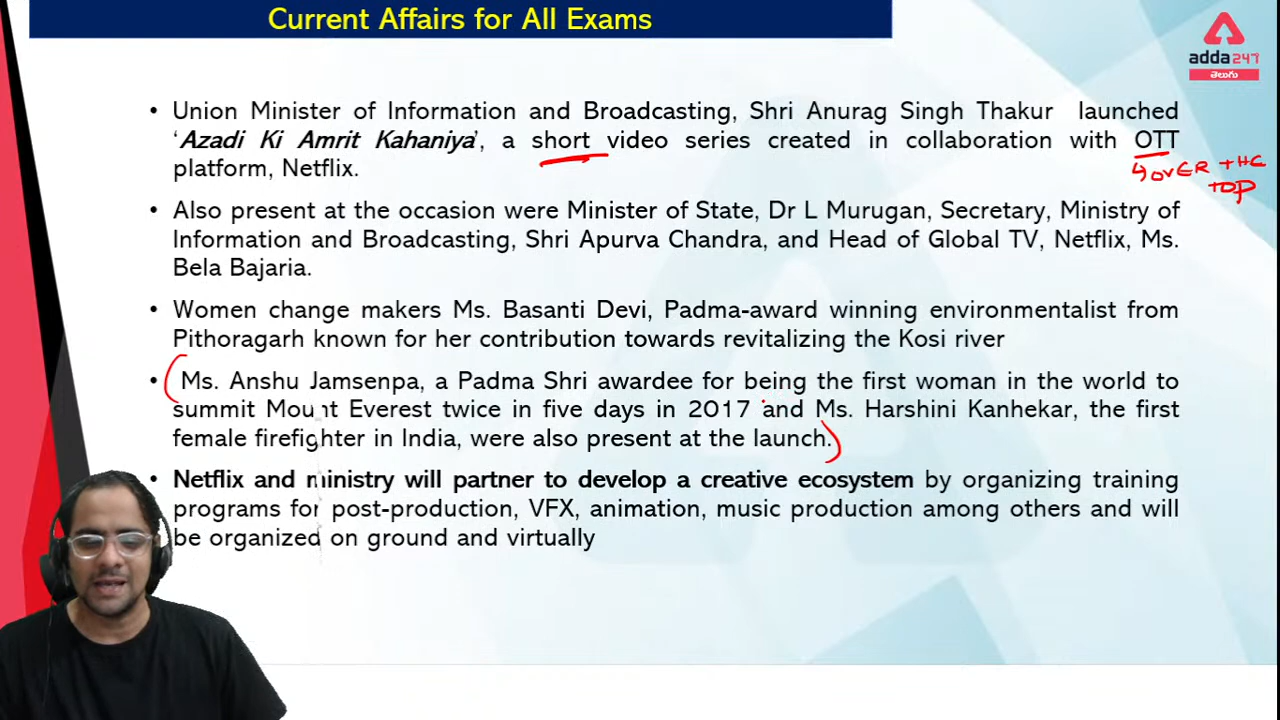 Current Affairs for All Exams
adda247
తెలుగు
• Union Minister of Information and Broadcasting, Shri Anurag Singh Thakur launched
'Azadi Ki Amrit Kahaniya', a short video series created in collaboration with OTT
platform, Netflix.
OVER THE
TOP
• Also present at the occasion were Minister of State, Dr L Murugan, Secretary, Ministry of
Information and Broadcasting, Shri Apurva Chandra, and Head of Global TV, Netflix, Ms.
Bela Bajaria.
• Women change makers Ms. Basanti Devi, Padma-award winning environmentalist from
Pithoragarh known for her contribution towards revitalizing the Kosi river
• Ms. Anshu Jamsenpa, a Padma Shri awardee for being the first woman in the world to
summit Mount Everest twice in five days in 2017 and Ms. Harshini Kanhekar, the first
female firefighter in India, were also present at the launch.
• Netflix and ministry will partner to develop a creative ecosystem by organizing training
programs for post-production, VFX, animation, music production among others and will
be organized on ground and virtually